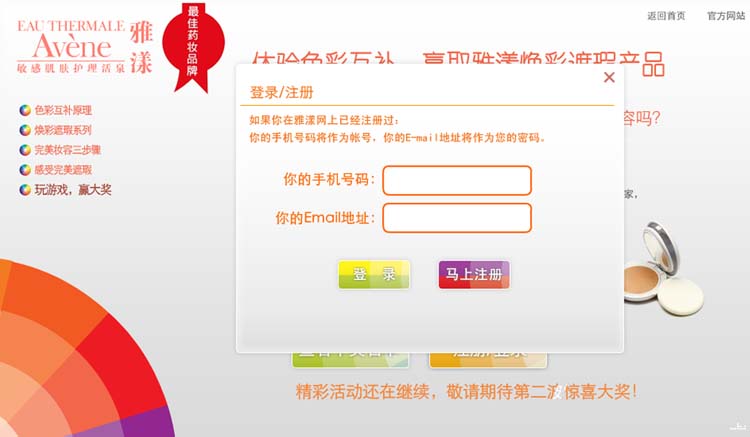 EAU THERMALE
Avène
雅漾
敏感肌肤护理活泉
最佳药妆品牌
返回首页 官方网站
体验色彩互补,赢取雅漾焕彩遮瑕产品
容吗?
色彩互补原理
焕彩遮瑕系列
完美妆容三步骤
感受完美遮瑕
玩游戏,赢大奖
登录/注册
如果你在雅漾网上已经注册过:
你的手机号码将作为帐号,你的E-mail地址将作为您的密码。
你的手机号码:
家,
你的Email地址:
登 录 马上注册
注册/登录
精彩活动还在继续,敬请期待第二波惊喜大奖!